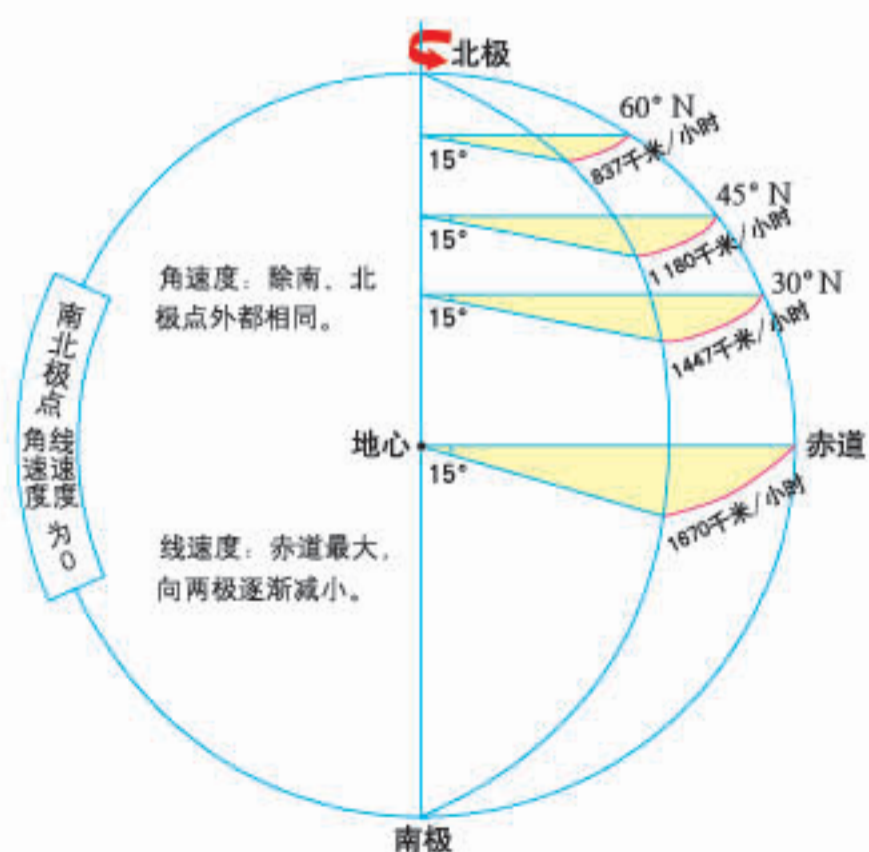 北极
60° N
15°
837千米/小时
45° N
15°
1 180千米/小时
30° N
15°
1447千米/小时
角速度：除南、北
极点外都相同。
南北极点
线速度
角速度
为0
地心
15°
赤道
1670千米/小时
线速度：赤道最大，
向两极逐渐减小。
南极